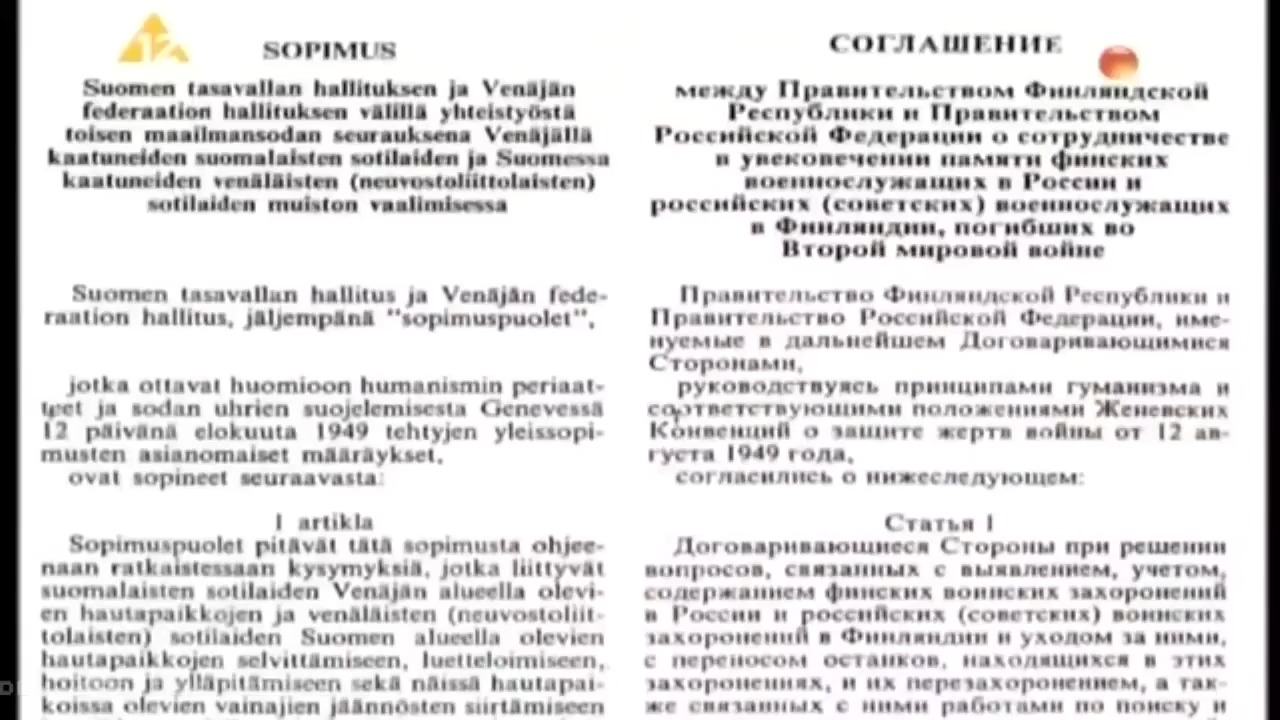 12
SOPIMUS
Suomen tasavallan hallituksen ja Venäjän
federaation hallituksen välillä yhteistyöstä
toisen maailmansodan seurauksena Venäjällä
kaatuneiden suomalaisten sotilaiden ja Suomessa
kaatuneiden venäläisten (neuvostoliittolaisten)
sotilaiden muiston vaalimisessa
Suomen tasavallan hallitus ja Venäjän fede-
raation hallitus, jäljempänä "sopimuspuolet",
jotka ottavat huomioon humanismin periaat-
teet ja sodan uhrien suojelemisesta Genevessä
12 päivänä elokuuta 1949 tehtyjen yleissopi-
musten asianomaiset määräykset,
ovat sopineet seuraavasta:
1 artikla
Sopimuspuolet pitävät tätä sopimusta ohjee-
naan ratkaistessaan kysymyksiä, jotka liittyvät
suomalaisten sotilaiden Venäjän alueella olevi-
en hautapaikkojen ja venäläisten (neuvostoliit-
tolaisten) sotilaiden Suomen alueella olevien
hautapaikkojen selvittämiseen, luetteloimiseen,
hoitoon ja ylläpitämiseen sekä näissä hautapai-
koissa olevien vainajien jäännösten siirtämiseen
СОГЛАШЕНИЕ
между Правительством Финляндской
Республики и Правительством
Российской Федерации о сотрудничестве
в увековечении памяти финских
военнослужащих в России и
российских (советских) военнослужащих
в Финляндии, погибших во
Второй мировой войне
Правительство Финляндской Республики и
Правительство Российской Федерации, име-
нуемые в дальнейшем Договаривающимися
Сторонами,
руководствуясь принципами гуманизма и
соответствующими положениями Женевских
Конвенций о защите жертв войны от 12 ав-
густа 1949 года,
согласились о нижеследующем:
Статья 1
Договаривающиеся Стороны при решении
вопросов, связанных с выявлением, учетом,
содержанием финских воинских захоронений
в России и российских (советских) воинских
захоронений в Финляндии и уходом за ними,
с переносом останков, находящихся в этих
захоронениях, и их перезахоронением, а так-
же связанных с ними работами по поиску и